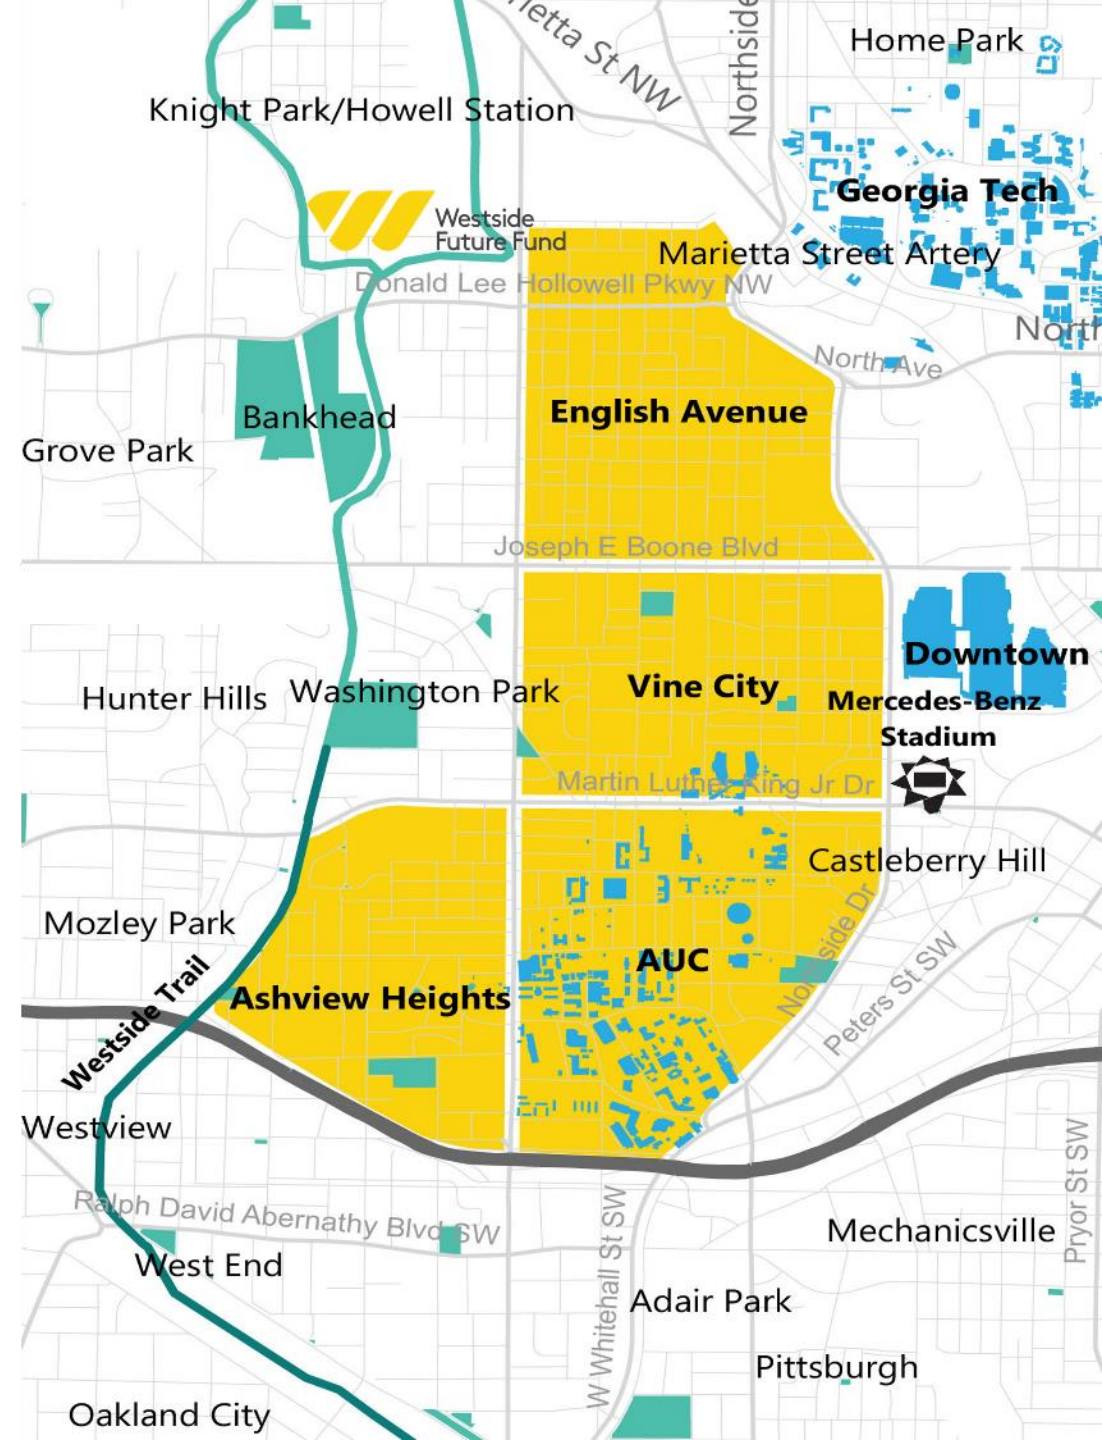 Home Park
rietta St NW
Northside
Knight Park/Howell Station
Georgia Tech
Westside
Future Fund
Marietta Street Artery
Donald Lee Hollowell Pkwy NW
North
North Ave
English Avenue
Bankhead
Grove Park
Joseph E Boone Blvd
Downtown
Vine City
Hunter Hills
Washington Park
Mercedes-Benz
Stadium
Martin Luther King Jr Dr
Castleberry Hill
Mozley Park
Northside Dr
AUC
Peters St SW
Ashview Heights
Westside Trail
Westview
Ralph David Abernathy Blvd SW
W Whitehall St SW
Mechanicsville
Pryor St SW
West End
Adair Park
Pittsburgh
Oakland City